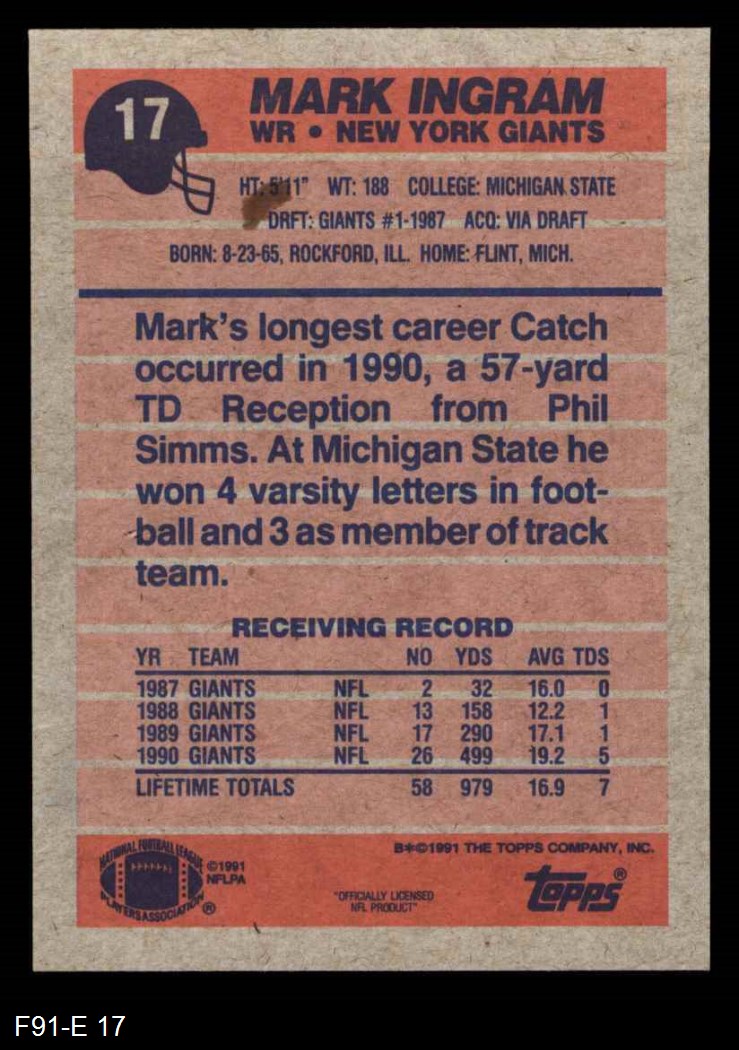 17
MARK INGRAM
WR • NEW YORK GIANTS
HT: 5'11" WT: 188 COLLEGE: MICHIGAN STATE
DRFT: GIANTS #1-1987 ACQ: VIA DRAFT
BORN: 8-23-65, ROCKFORD, ILL. HOME: FLINT, MICH.
Mark's longest career Catch
occurred in 1990, a 57-yard
TD Reception from Phil
Simms. At Michigan State he
won 4 varsity letters in foot-
ball and 3 as member of track
team.
RECEIVING RECORD
YR TEAM NO YDS AVG TDS
1987 GIANTS NFL 2 32 16.0 0
1988 GIANTS NFL 13 158 12.2 1
1989 GIANTS NFL 17 290 17.1 1
1990 GIANTS NFL 26 499 19.2 5
LIFETIME TOTALS 58 979 16.9 7
B*©1991 THE TOPPS COMPANY, INC.
NATIONAL FOOTBALL LEAGUE
PLAYERS ASSOCIATION ®
©1991
NFLPA
"OFFICIALLY LICENSED
NFL PRODUCT"
topps®
F91-E 17